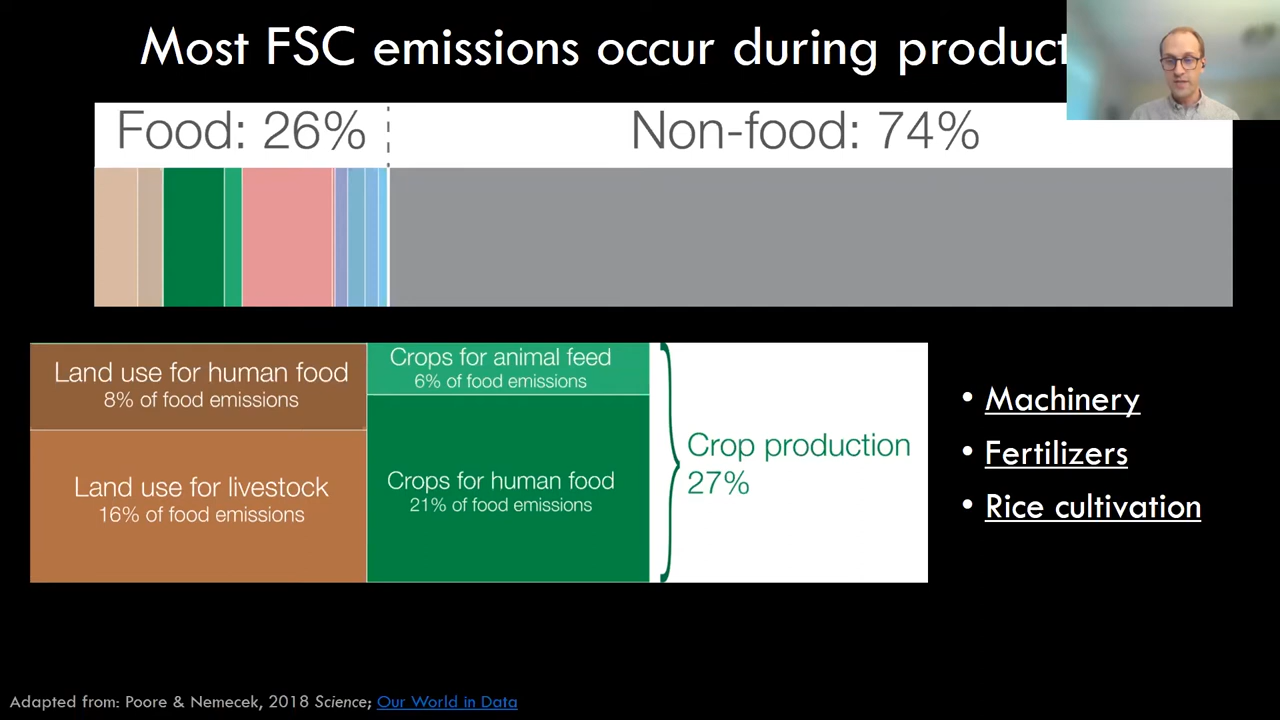 Most FSC emissions occur during product
Food: 26%
Non-food: 74%
Land use for human food
8% of food emissions
Land use for livestock
16% of food emissions
Crops for animal feed
6% of food emissions
Crops for human food
21% of food emissions
Crop production
27%
• Machinery
• Fertilizers
• Rice cultivation
Adapted from: Poore & Nemecek, 2018 Science; Our World in Data